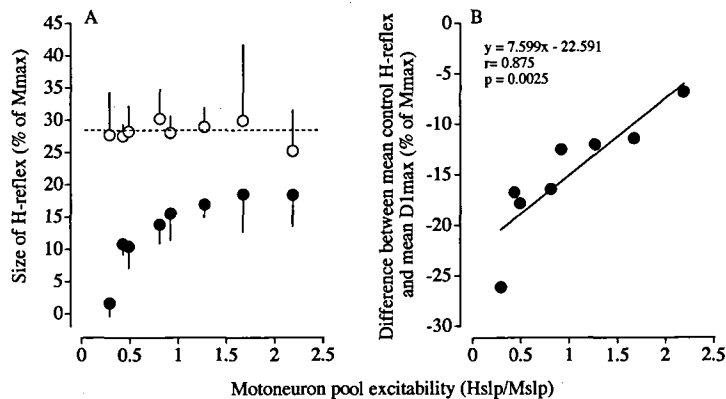 A
45
40
35
30
25
20
15
10
5
0
Size of H-reflex (% of Mmax)
0 0.5 1 1.5 2 2.5
B
-0
-5
-10
-15
-20
-25
-30
Difference between mean control H-reflex
and mean D1max (% of Mmax)
y = 7.599x - 22.591
r= 0.875
p = 0.0025
0 0.5 1 1.5 2 2.5
Motoneuron pool excitability (Hslp/Mslp)